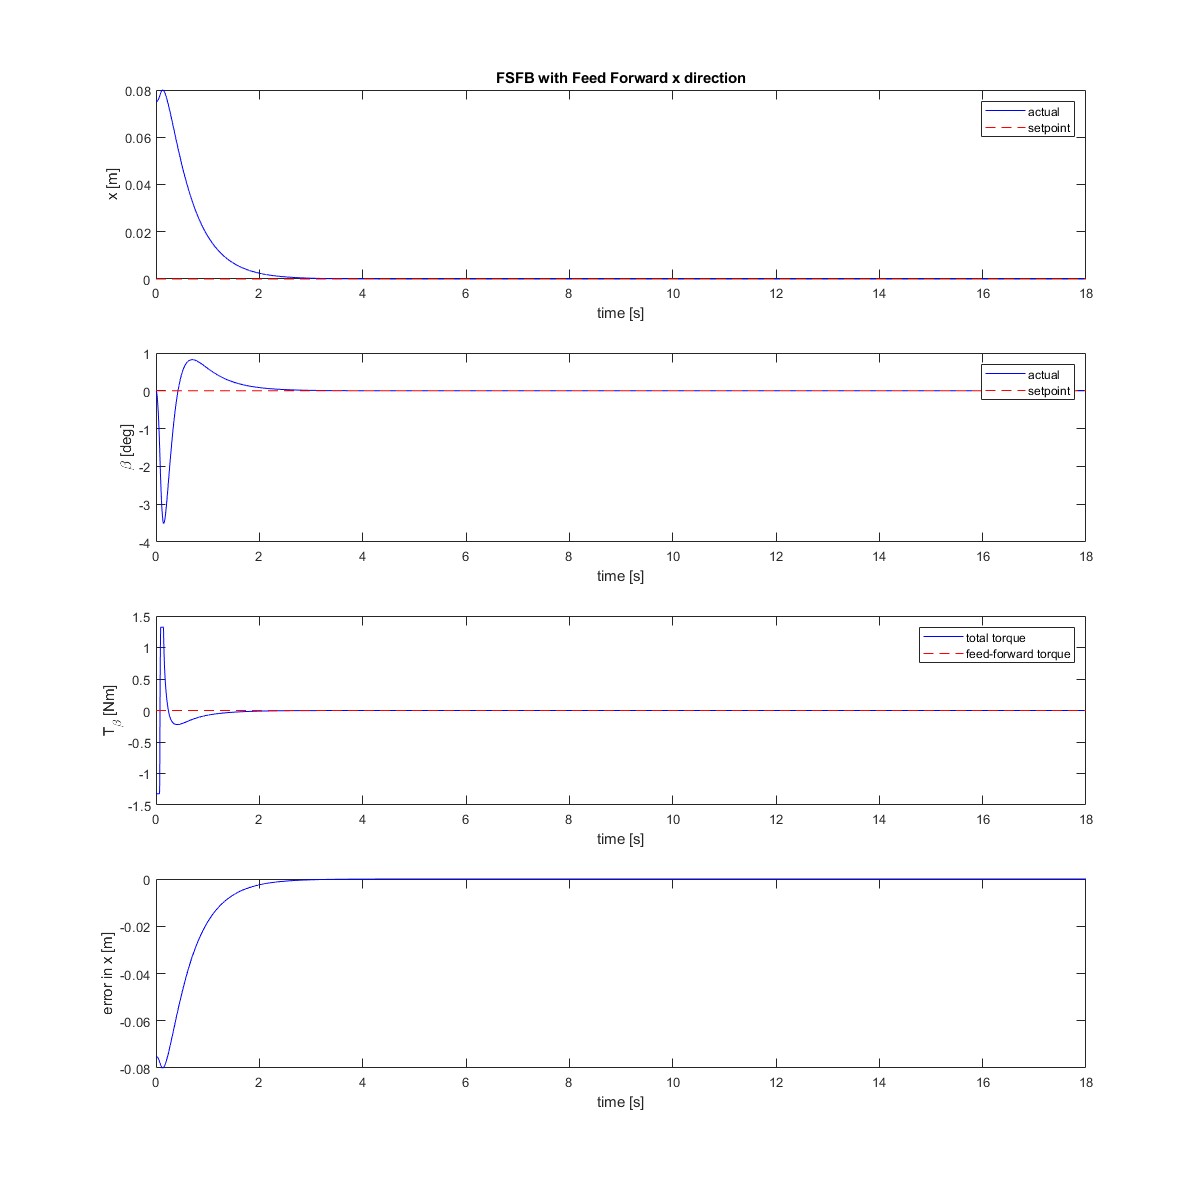 FSFB with Feed Forward x direction
0.08
0.06
0.04
0.02
0
x [m]
actual
setpoint
0 2 4 6 8 10 12 14 16 18
time [s]
1
0
-1
-2
-3
-4
β [deg]
actual
setpoint
0 2 4 6 8 10 12 14 16 18
time [s]
1.5
1
0.5
0
-0.5
-1
-1.5
Tβ [Nm]
total torque
feed-forward torque
0 2 4 6 8 10 12 14 16 18
time [s]
0
-0.02
-0.04
-0.06
-0.08
error in x [m]
0 2 4 6 8 10 12 14 16 18
time [s]